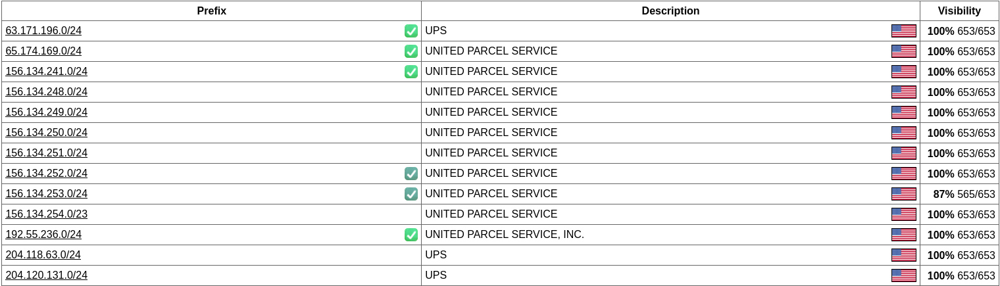 Prefix Description Visibility
63.171.196.0/24 UPS 100% 653/653
65.174.169.0/24 UNITED PARCEL SERVICE 100% 653/653
156.134.241.0/24 UNITED PARCEL SERVICE 100% 653/653
156.134.248.0/24 UNITED PARCEL SERVICE 100% 653/653
156.134.249.0/24 UNITED PARCEL SERVICE 100% 653/653
156.134.250.0/24 UNITED PARCEL SERVICE 100% 653/653
156.134.251.0/24 UNITED PARCEL SERVICE 100% 653/653
156.134.252.0/24 UNITED PARCEL SERVICE 100% 653/653
156.134.253.0/24 UNITED PARCEL SERVICE 87% 565/653
156.134.254.0/23 UNITED PARCEL SERVICE 100% 653/653
192.55.236.0/24 UNITED PARCEL SERVICE, INC. 100% 653/653
204.118.63.0/24 UPS 100% 653/653
204.120.131.0/24 UPS 100% 653/653